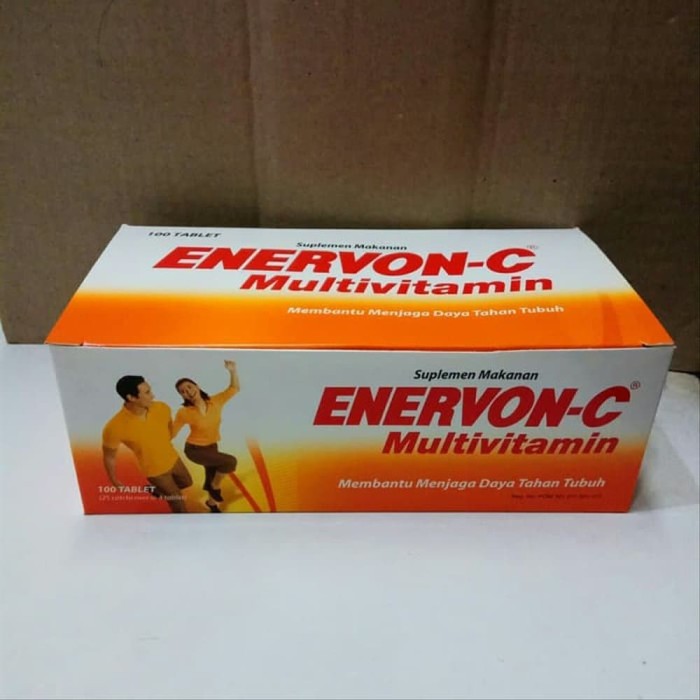 100 TABLET
Suplemen Makanan
ENERVON-C®
Multivitamin
Membantu Menjaga Daya Tahan Tubuh
Suplemen Makanan
ENERVON-C®
Multivitamin
Membantu Menjaga Daya Tahan Tubuh
100 TABLET